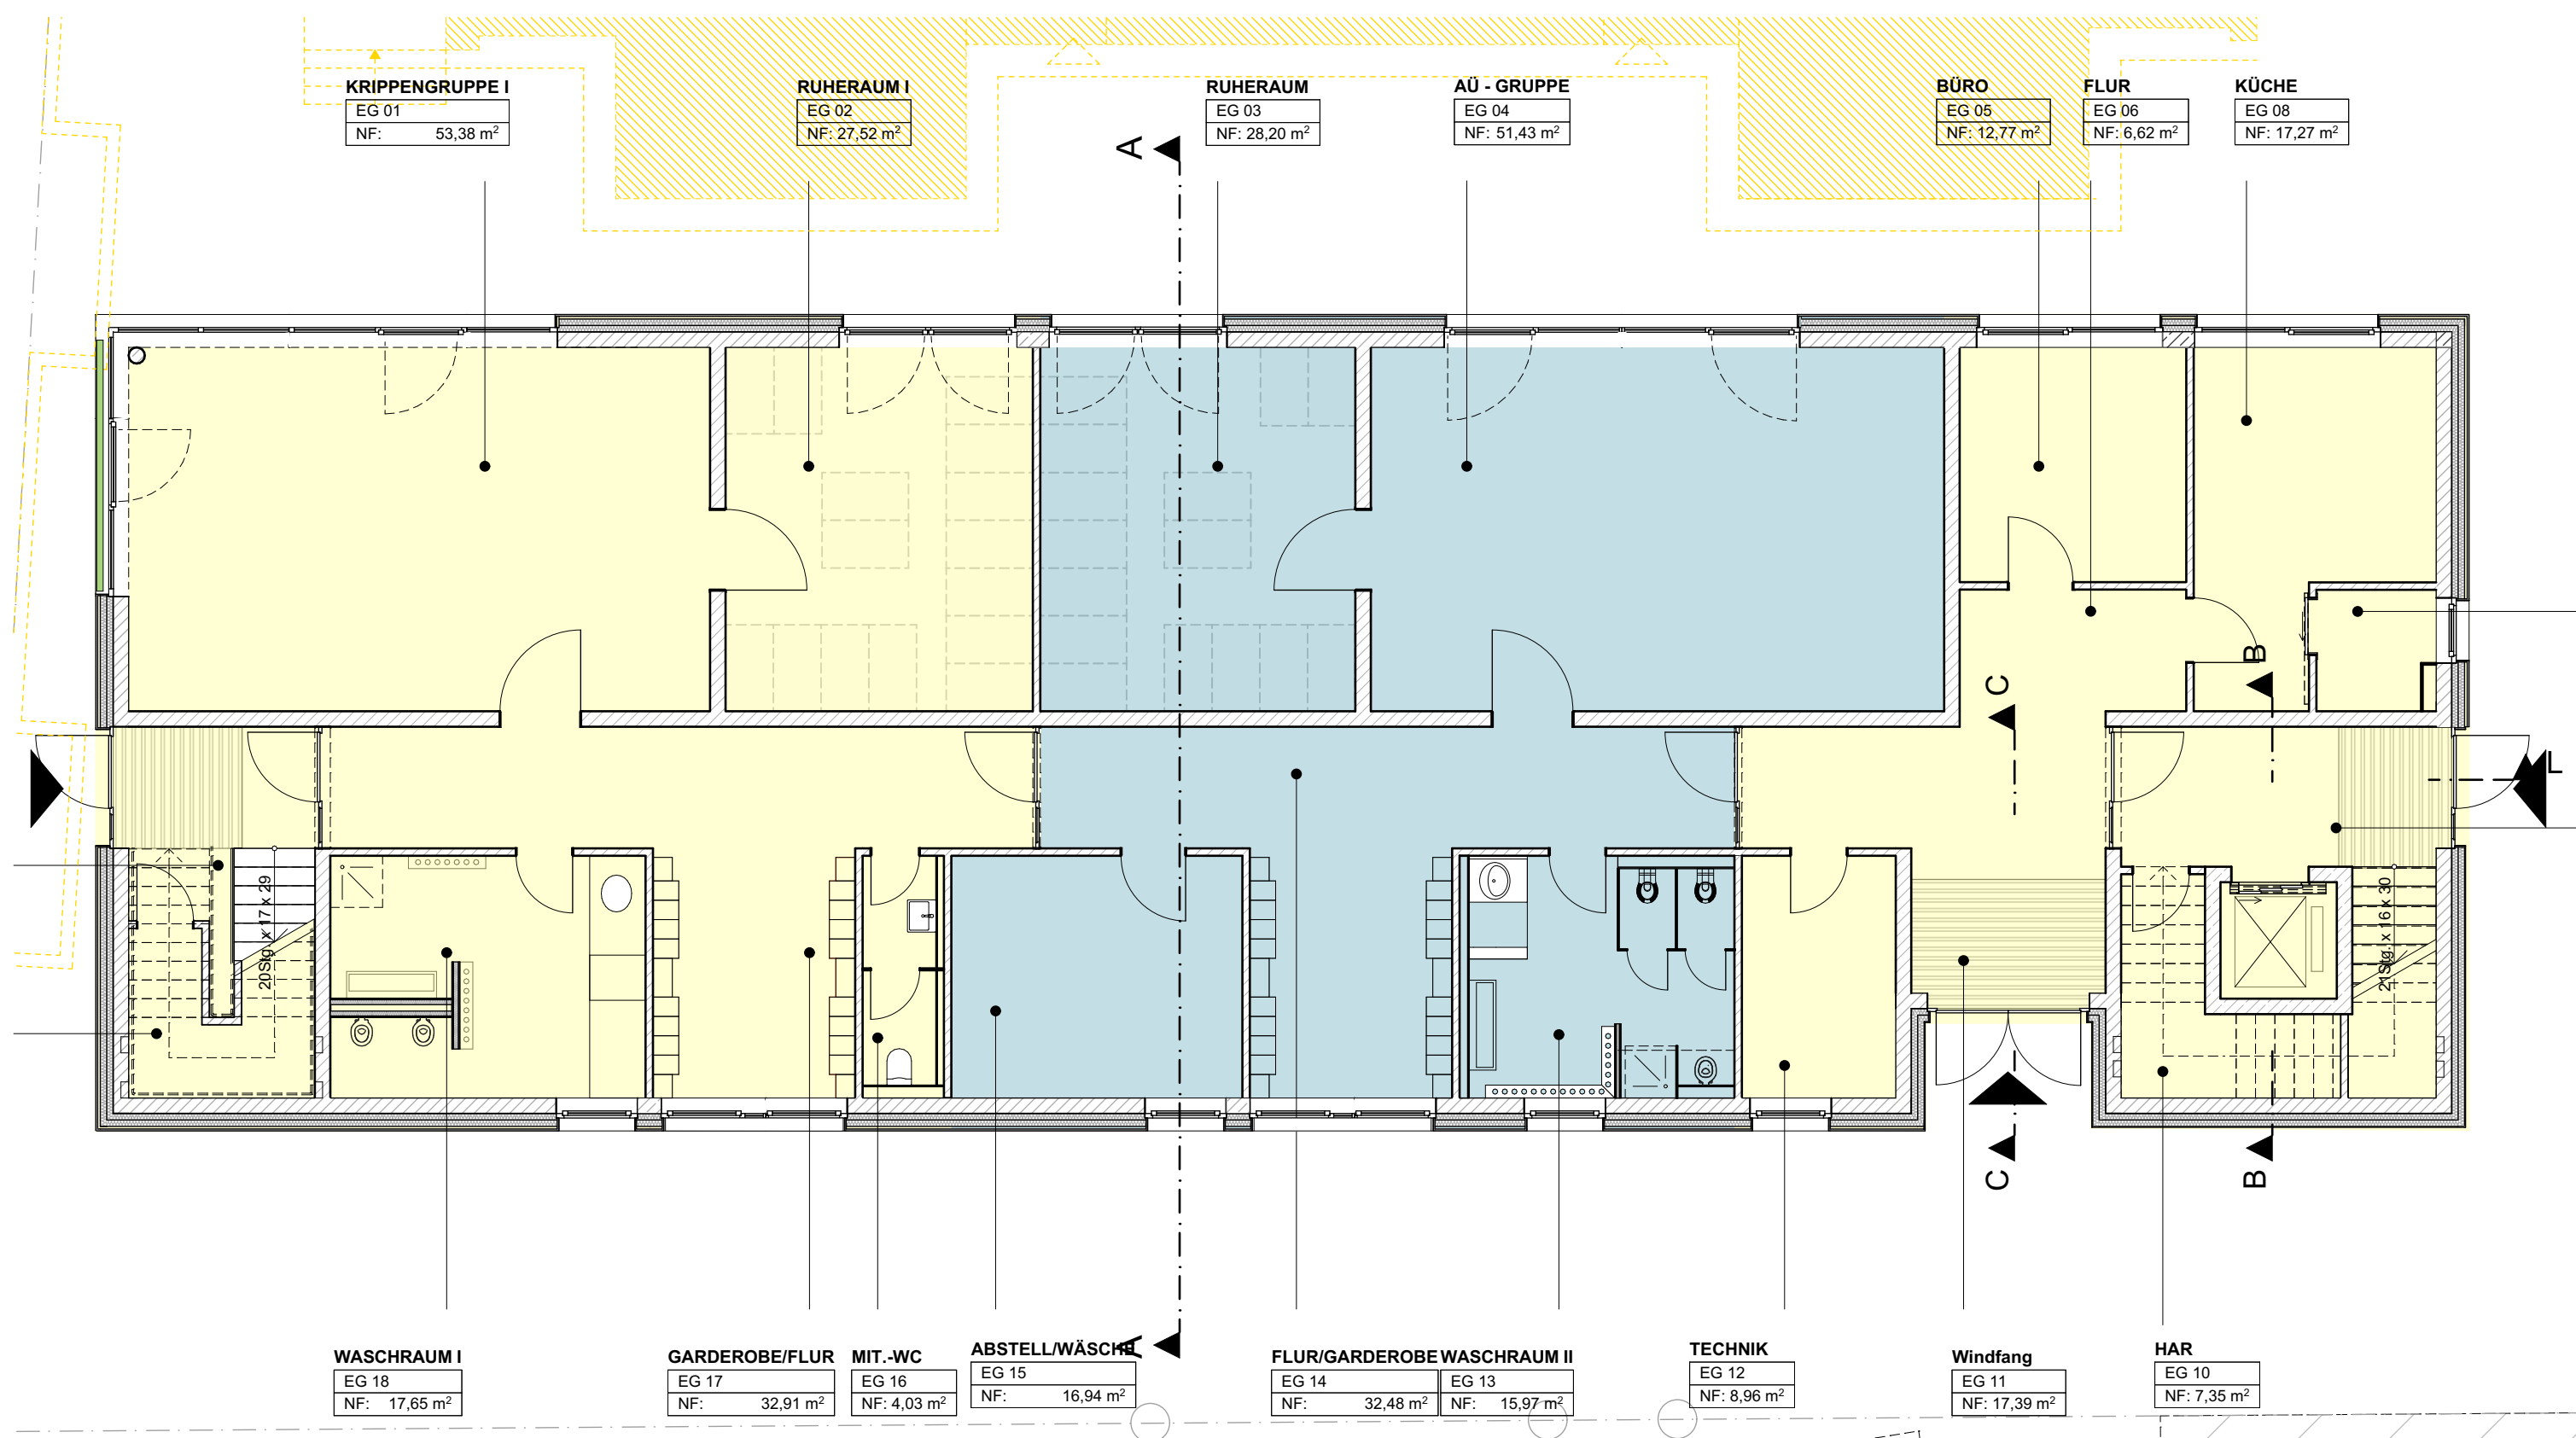 KRIPPENGRUPPE I
EG 01
NF: 53,38 m²
RUHERAUM I
EG 02
NF: 27,52 m²
RUHERAUM
EG 03
NF: 28,20 m²
AÜ - GRUPPE
EG 04
NF: 51,43 m²
BÜRO
EG 05
NF: 12,77 m²
FLUR
EG 06
NF: 6,62 m²
KÜCHE
EG 08
NF: 17,27 m²
A
B
C
L
20Stg. x 17 x 29
21Stg. x 16 x 30
C
B
A
WASCHRAUM I
EG 18
NF: 17,65 m²
GARDEROBE/FLUR
EG 17
NF: 32,91 m²
MIT.-WC
EG 16
NF: 4,03 m²
ABSTELL/WÄSCHE
EG 15
NF: 16,94 m²
FLUR/GARDEROBE
EG 14
NF: 32,48 m²
WASCHRAUM II
EG 13
NF: 15,97 m²
TECHNIK
EG 12
NF: 8,96 m²
Windfang
EG 11
NF: 17,39 m²
HAR
EG 10
NF: 7,35 m²